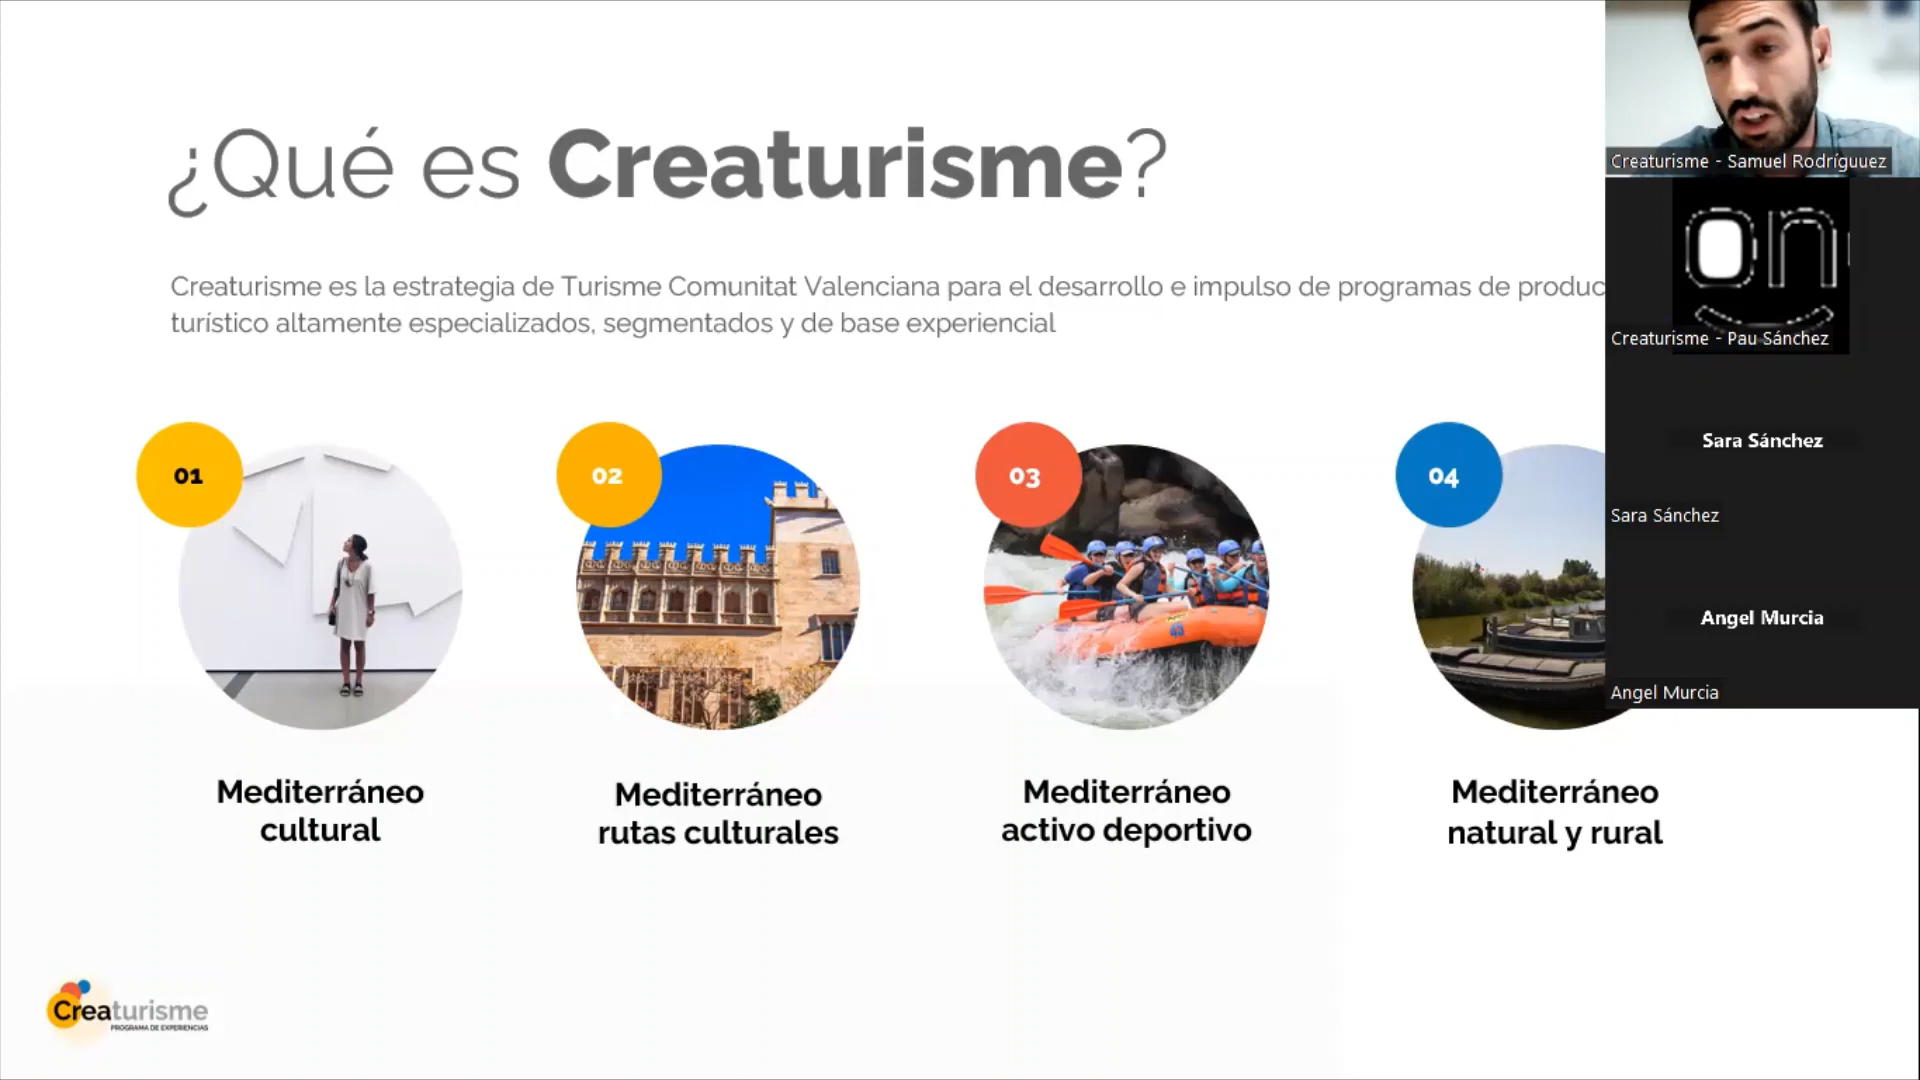 ¿Qué es Creaturisme?
Creaturisme es la estrategia de Turisme Comunitat Valenciana para el desarrollo e impulso de programas de produc
turístico altamente especializados, segmentados y de base experiencial
01
02
03
04
45
Mediterráneo
cultural
Mediterráneo
rutas culturales
Mediterráneo
activo deportivo
Mediterráneo
natural y rural
Creaturisme
PROGRAMA DE EXPERIENCIAS
Creaturisme - Samuel Rodríguuez
on
Creaturisme - Pau Sánchez
Sara Sánchez
Sara Sánchez
Angel Murcia
Angel Murcia